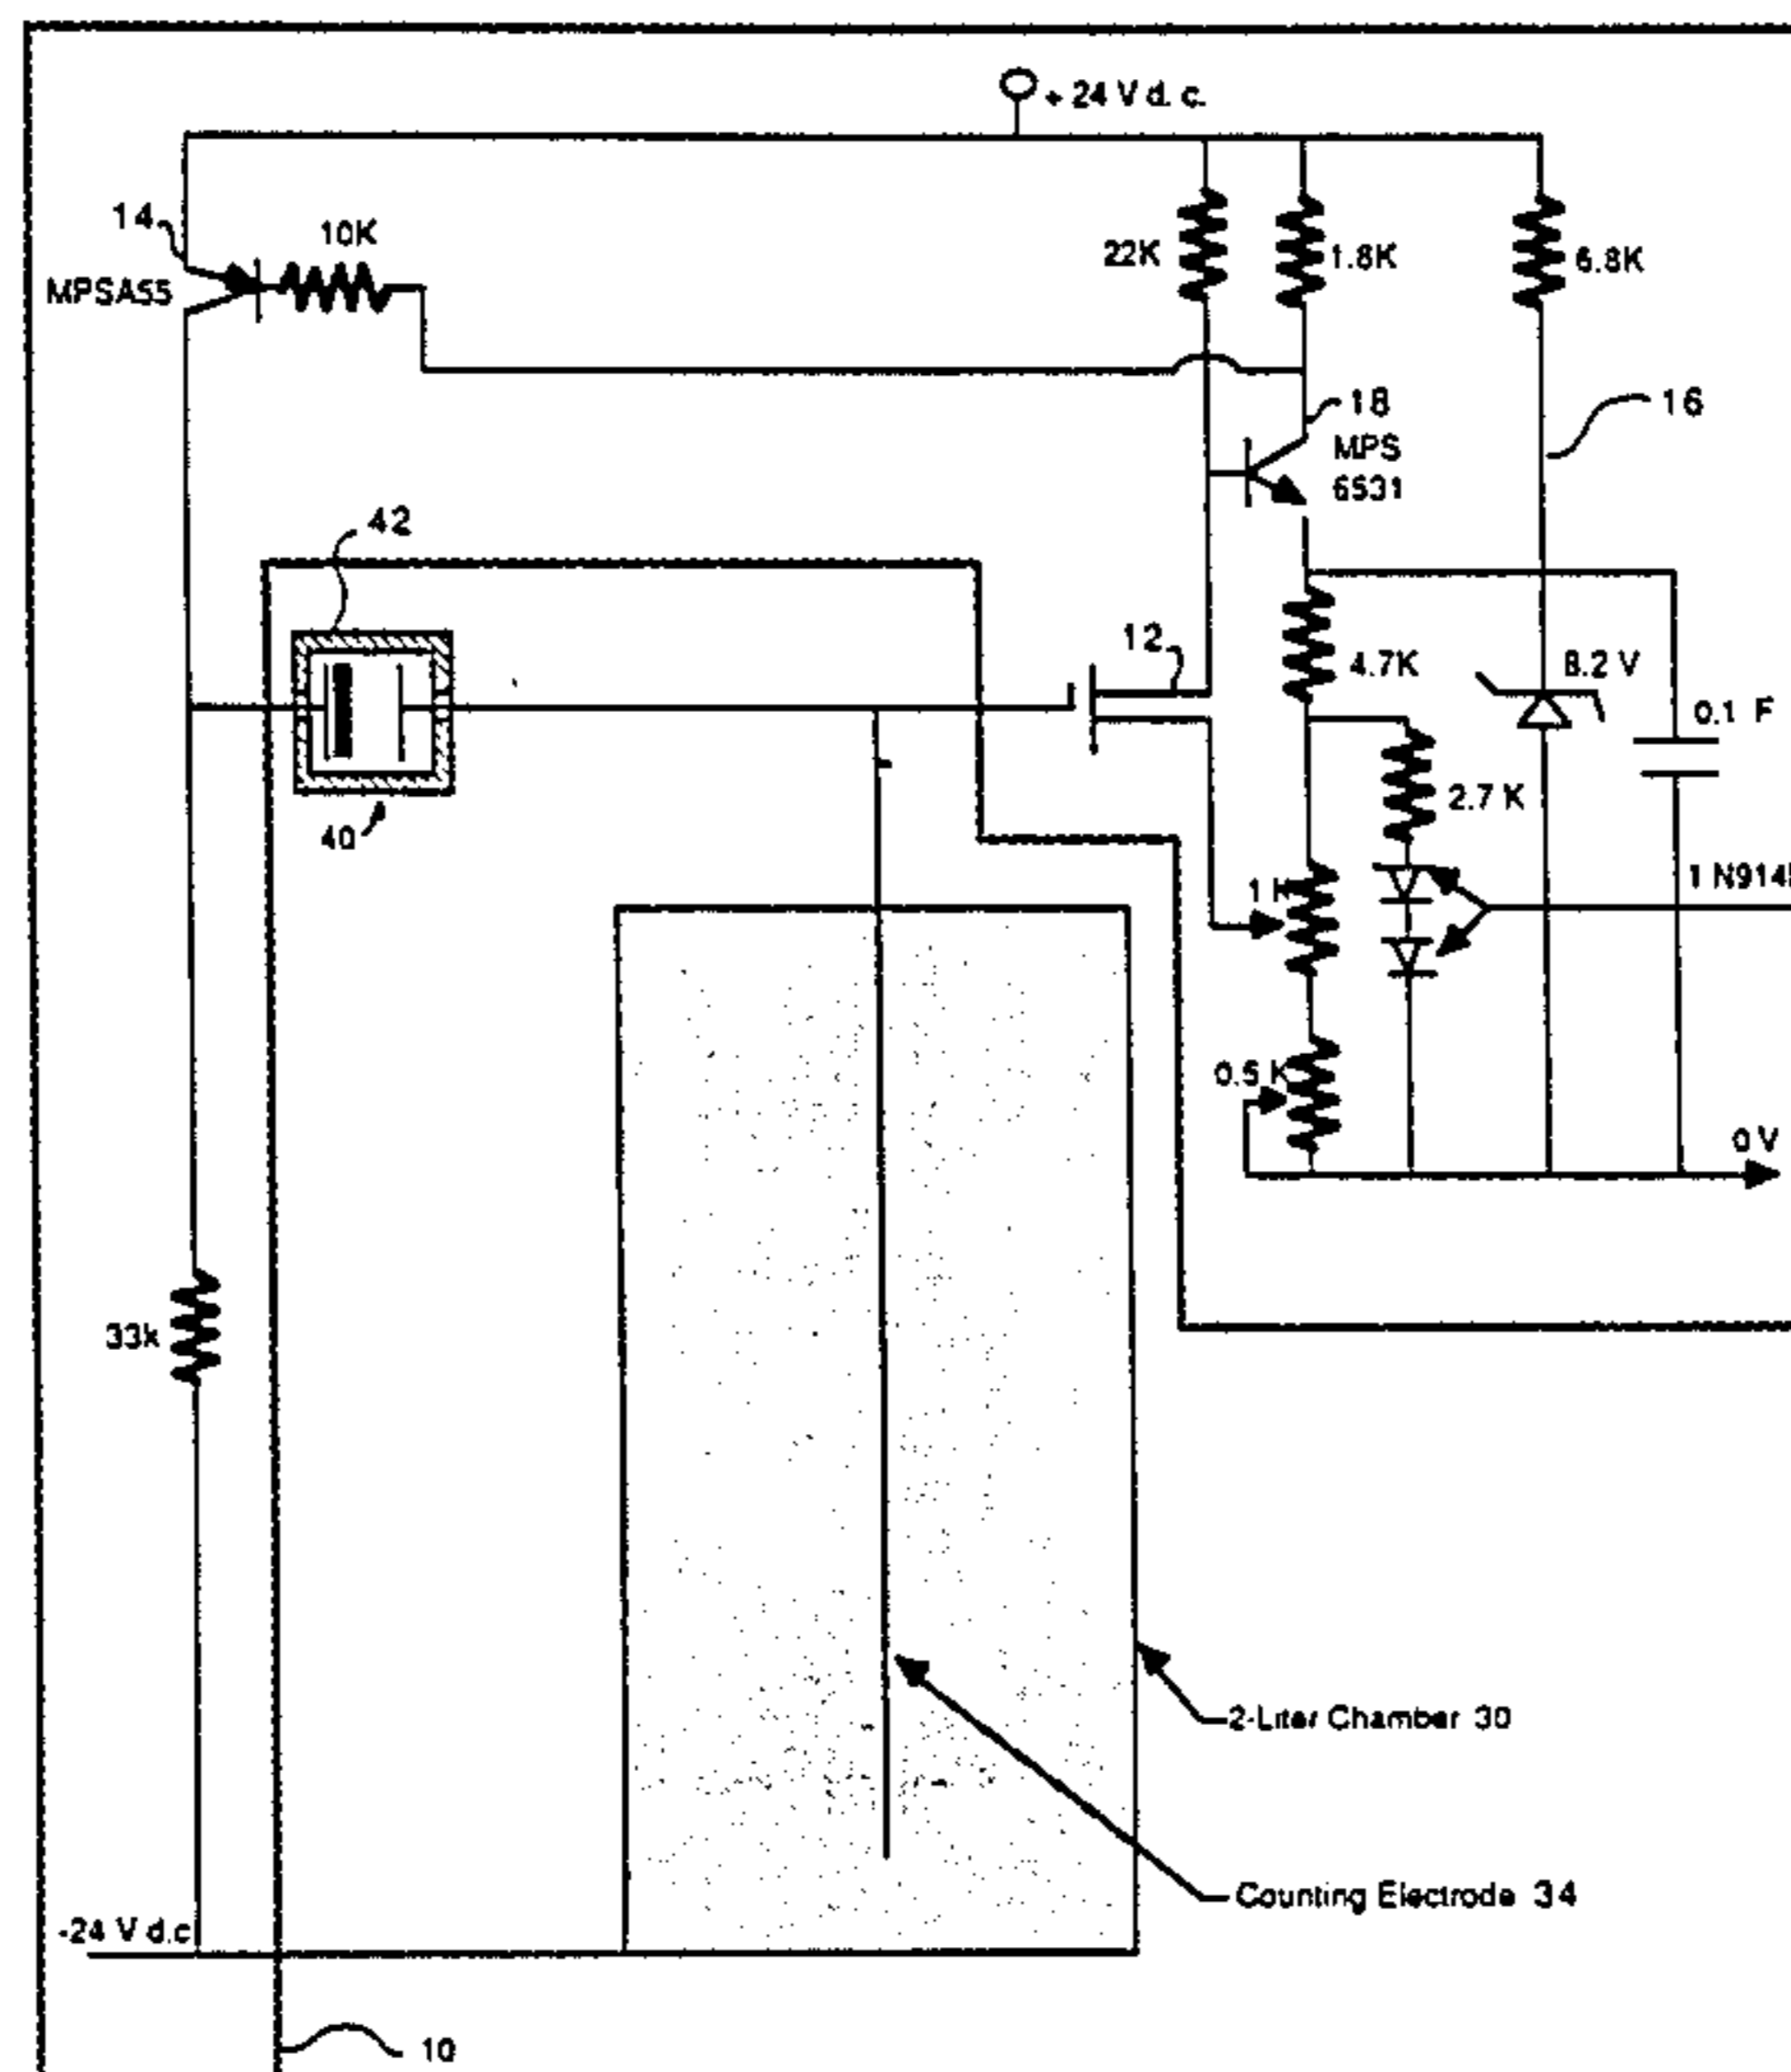 + 24 V d. c.
14
10K
MPSA55
22K
1.8K
6.8K
18
MPS
6531
16
42
12
4.7K
8.2 V
0.1 F
40
2.7 K
1 K
1 N914
0.5 K
0 V
33k
2-Liter Chamber 30
Counting Electrode 34
-24 V d.c
10